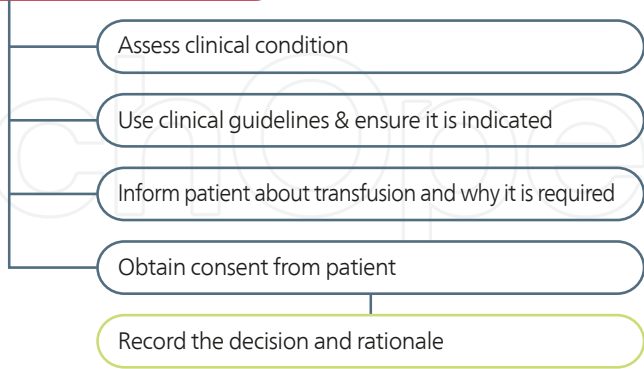 Assess clinical condition
Use clinical guidelines & ensure it is indicated
Inform patient about transfusion and why it is required
Obtain consent from patient
Record the decision and rationale